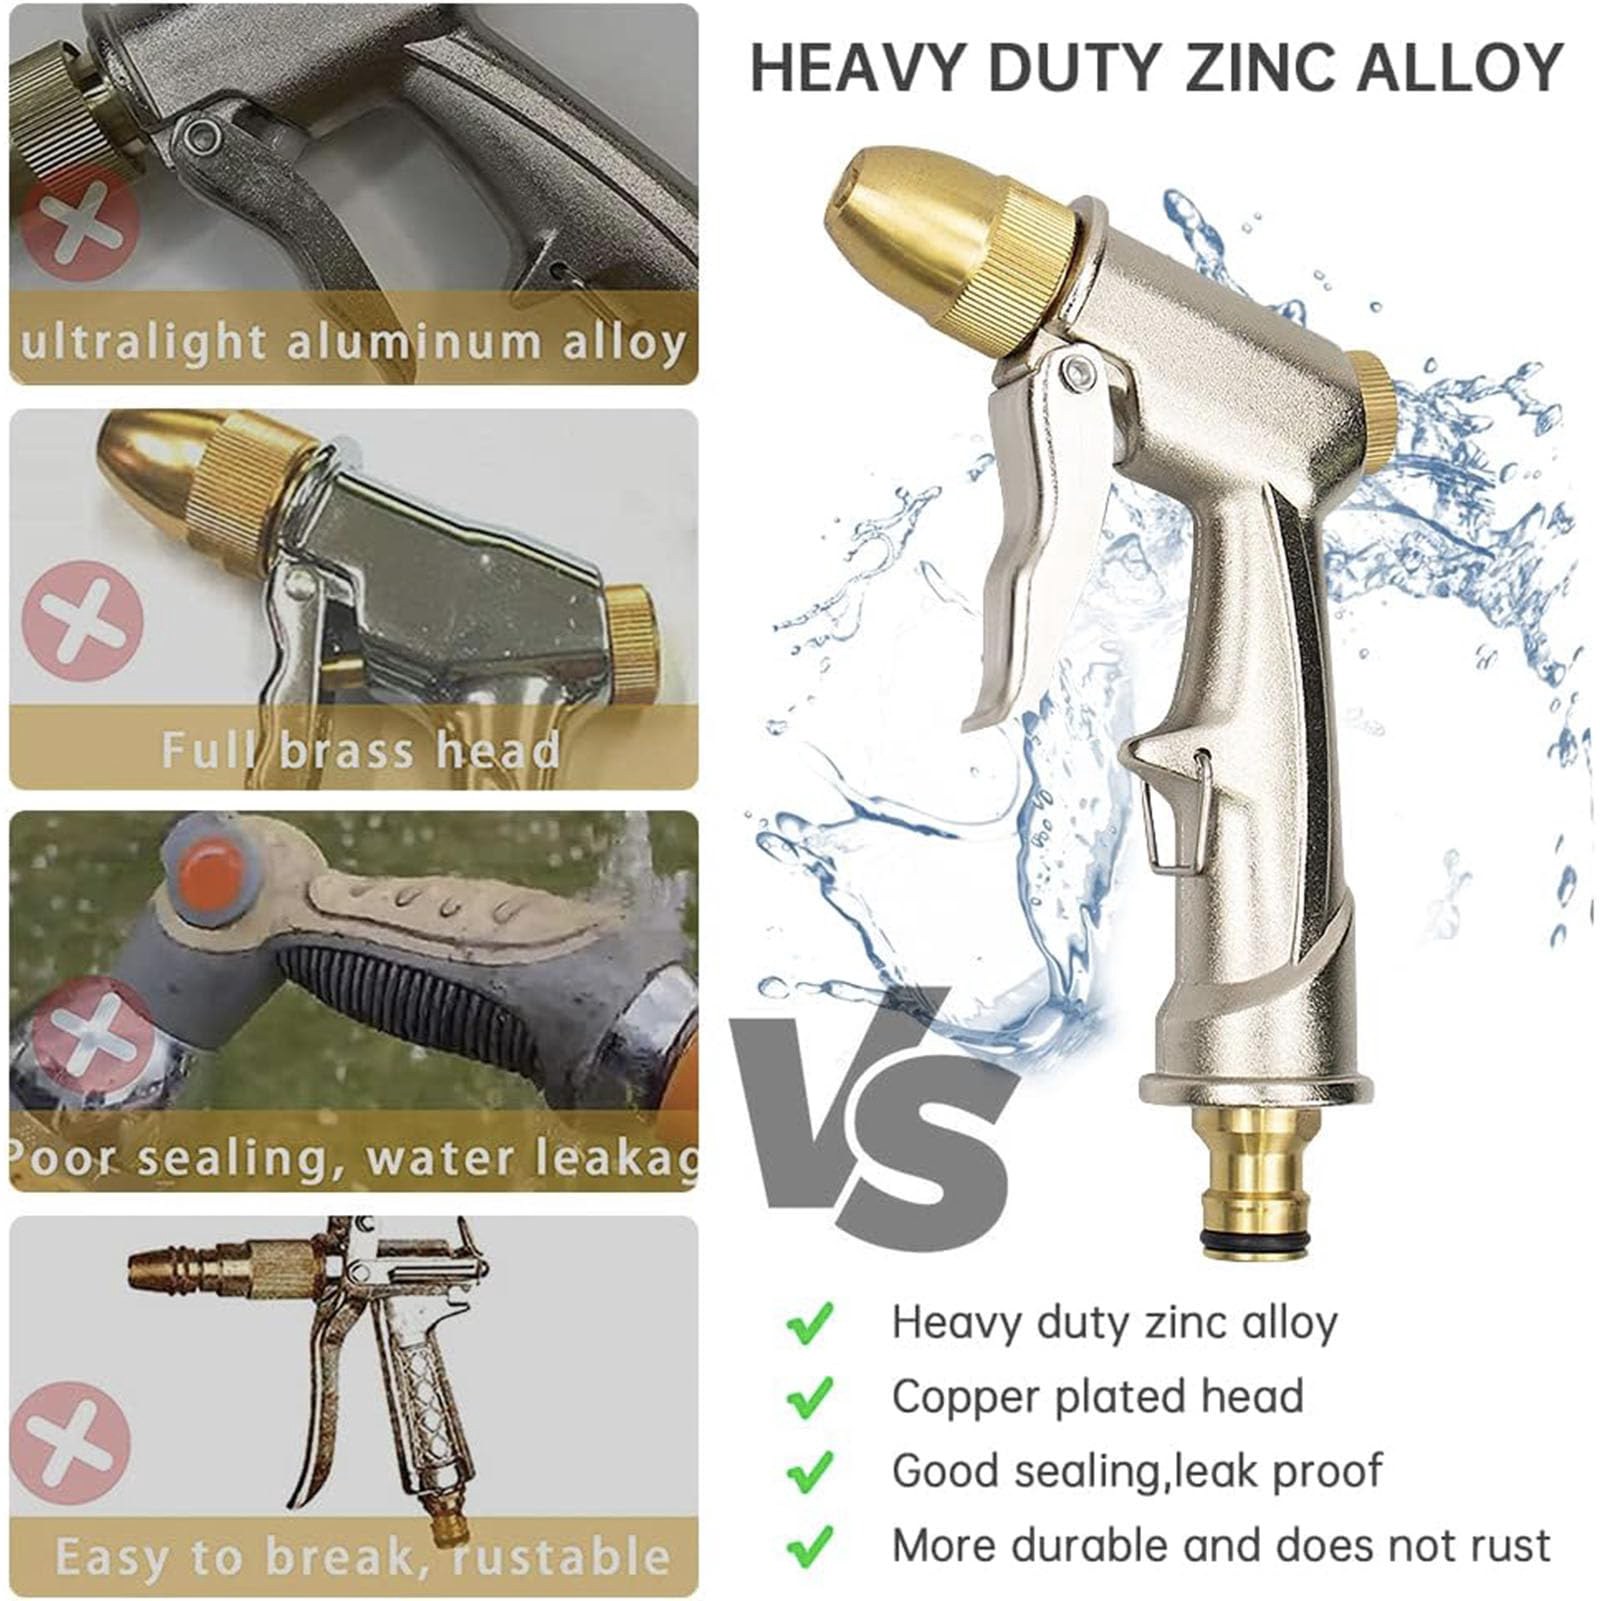 HEAVY DUTY ZINC ALLOY
ultralight aluminum alloy
Full brass head
Poor sealing, water leakag
VS
Easy to break, rustable
Heavy duty zinc alloy
Copper plated head
Good sealing,leak proof
More durable and does not rust